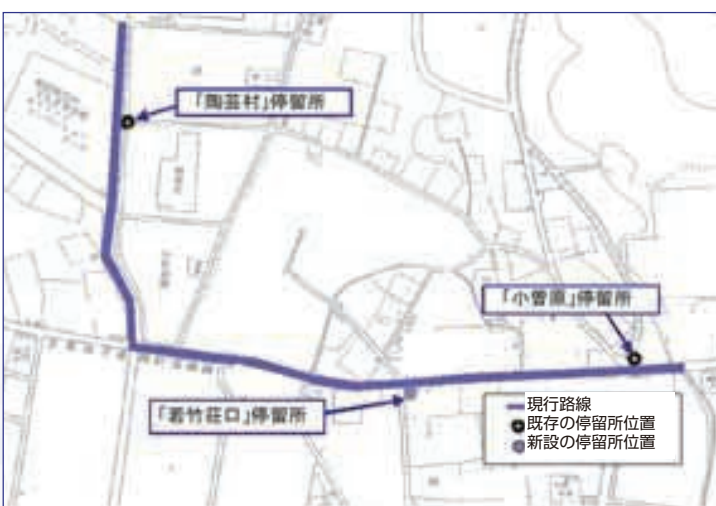 「陶芸村」停留所
「小曽原」停留所
「若竹荘口」停留所
現行路線
既存の停留所位置
新設の停留所位置